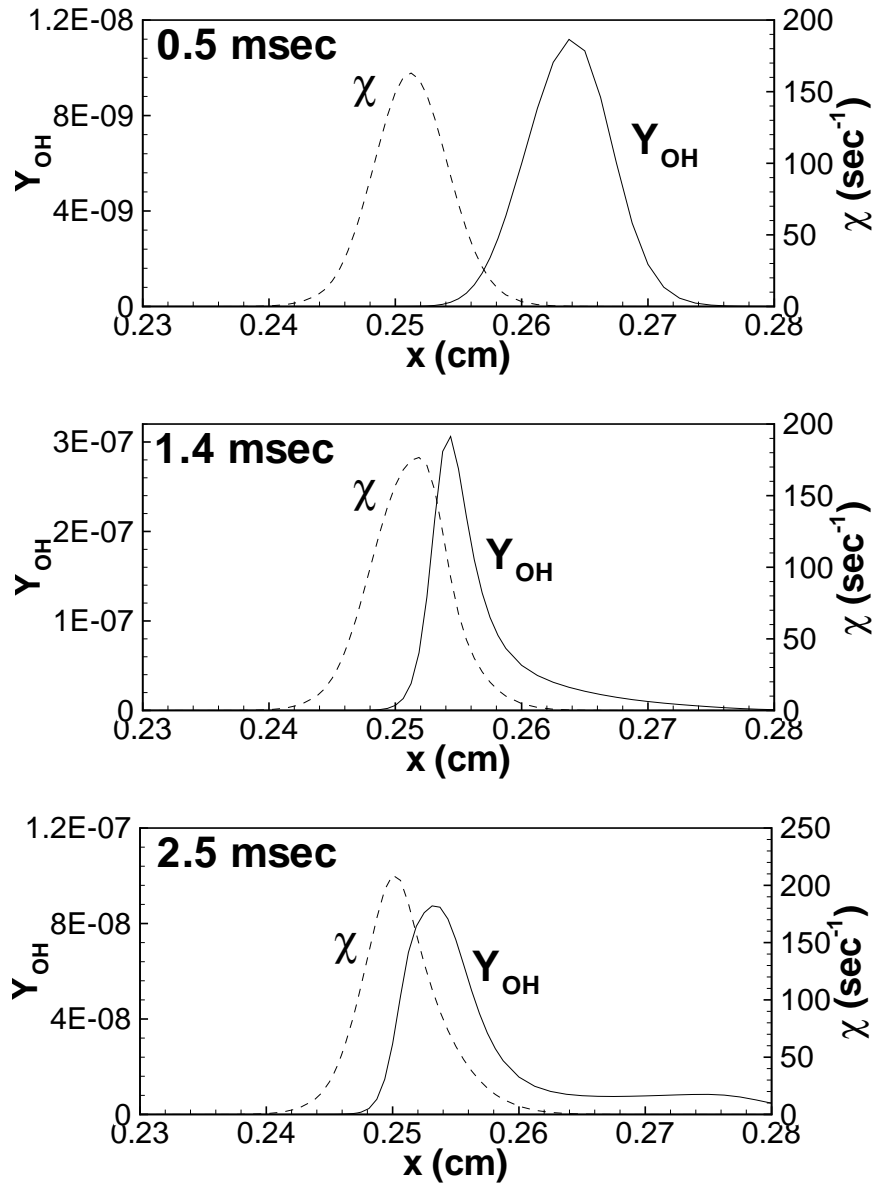 0.5 msec
1.2E-08
8E-09
4E-09
0
Y_OH
χ
Y_OH
200
150
100
50
0
χ (sec⁻¹)
0.23 0.24 0.25 0.26 0.27 0.28
x (cm)
1.4 msec
3E-07
2E-07
1E-07
0
Y_OH
χ
Y_OH
200
150
100
50
0
χ (sec⁻¹)
0.23 0.24 0.25 0.26 0.27 0.28
x (cm)
2.5 msec
1.2E-07
8E-08
4E-08
0
Y_OH
χ
Y_OH
250
200
150
100
50
0
χ (sec⁻¹)
0.23 0.24 0.25 0.26 0.27 0.28
x (cm)